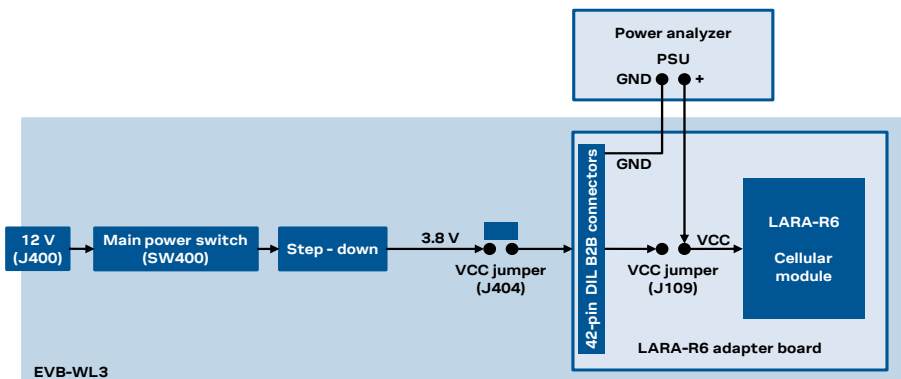 Power analyzer
PSU
GND
+
42-pin DIL B2B connectors
GND
12 V
(J400)
Main power switch
(SW400)
Step - down
3.8 V
VCC jumper
(J404)
VCC jumper
(J109)
VCC
LARA-R6
Cellular
module
LARA-R6 adapter board
EVB-WL3